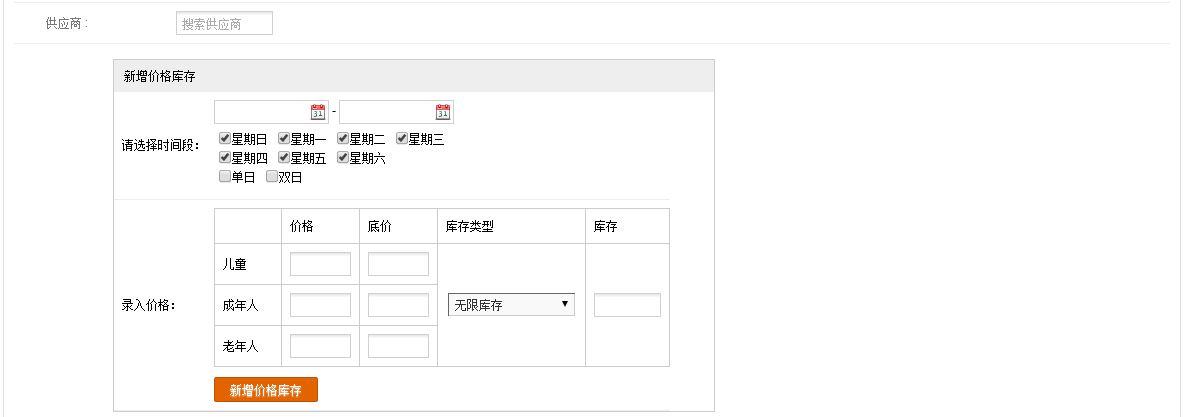 供应商：
搜索供应商
新增价格库存
31 - 31
请选择时间段：
星期日 星期一 星期二 星期三
星期四 星期五 星期六
单日 双日
价格 底价 库存类型 库存
儿童
录入价格：
成年人
无限库存
老年人
新增价格库存